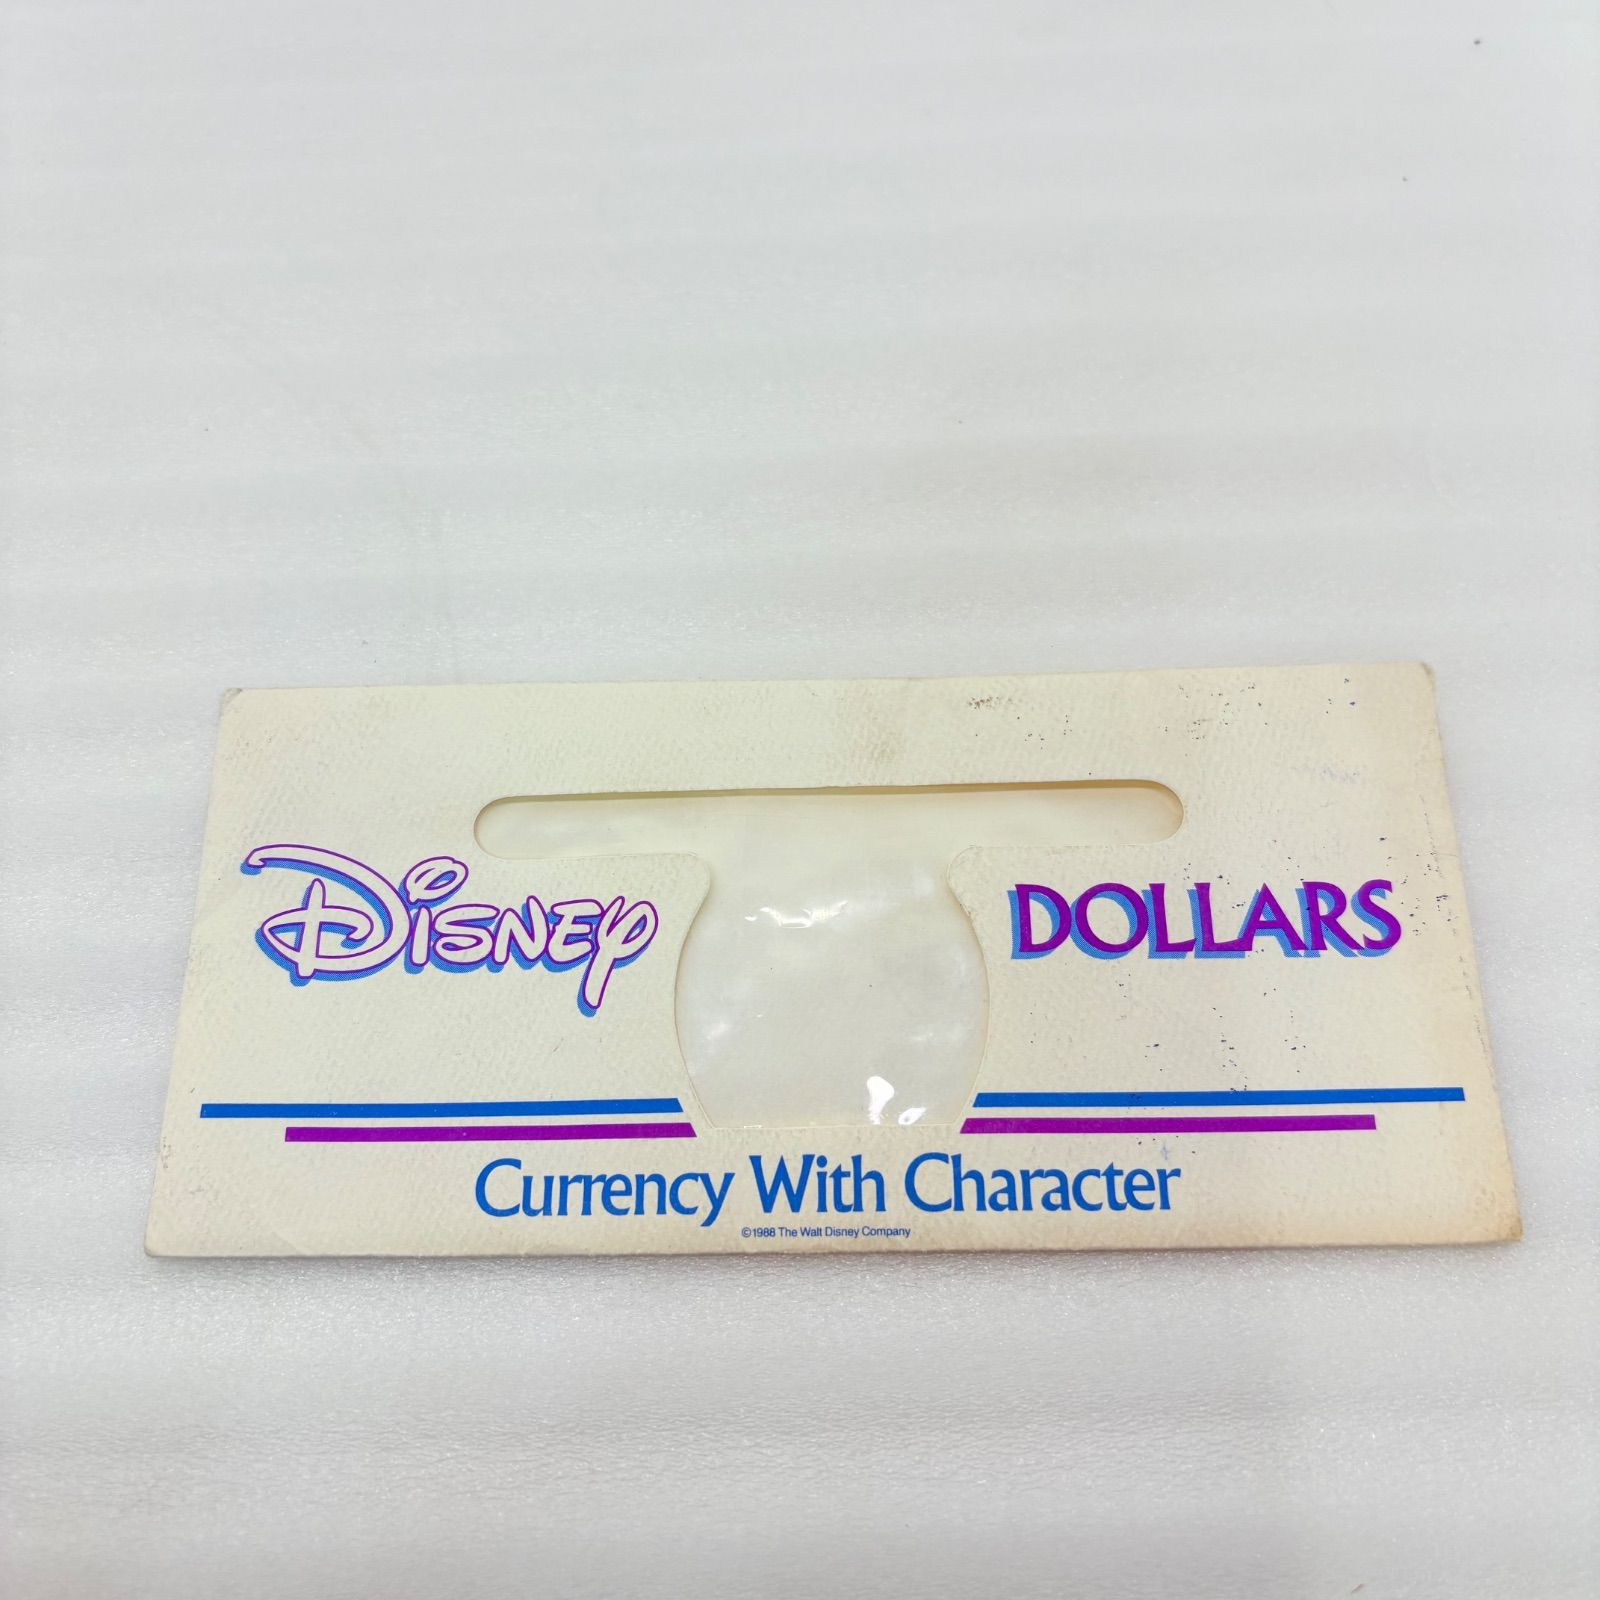 Disney DOLLARS
Currency With Character
©1988 The Walt Disney Company